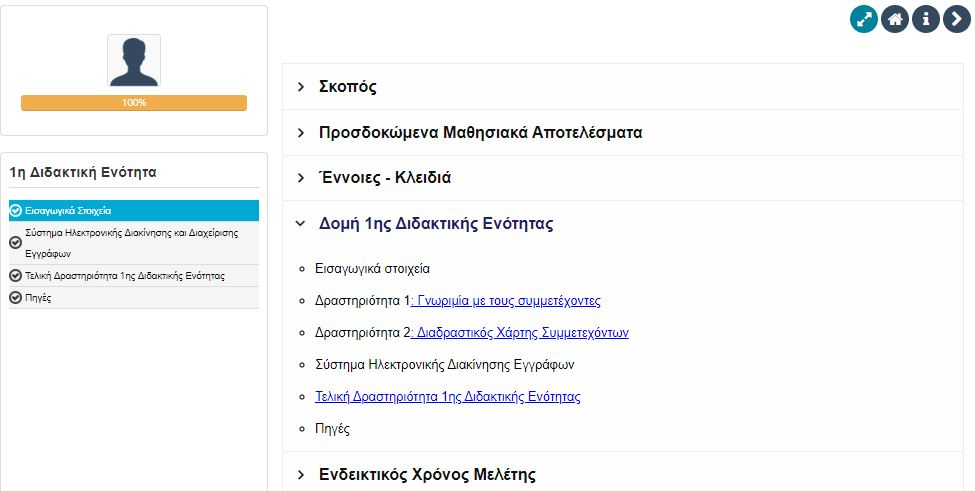 100%
1η Διδακτική Ενότητα
Εισαγωγικά Στοιχεία
Σύστημα Ηλεκτρονικής Διακίνησης και Διαχείρισης
Εγγράφων
Τελική Δραστηριότητα 1ης Διδακτικής Ενότητας
Πηγές
Σκοπός
Προσδοκώμενα Μαθησιακά Αποτελέσματα
Έννοιες - Κλειδιά
Δομή 1ης Διδακτικής Ενότητας
Εισαγωγικά στοιχεία
Δραστηριότητα 1: Γνωριμία με τους συμμετέχοντες
Δραστηριότητα 2: Διαδραστικός Χάρτης Συμμετεχόντων
Σύστημα Ηλεκτρονικής Διακίνησης Εγγράφων
Τελική Δραστηριότητα 1ης Διδακτικής Ενότητας
Πηγές
Ενδεικτικός Χρόνος Μελέτης